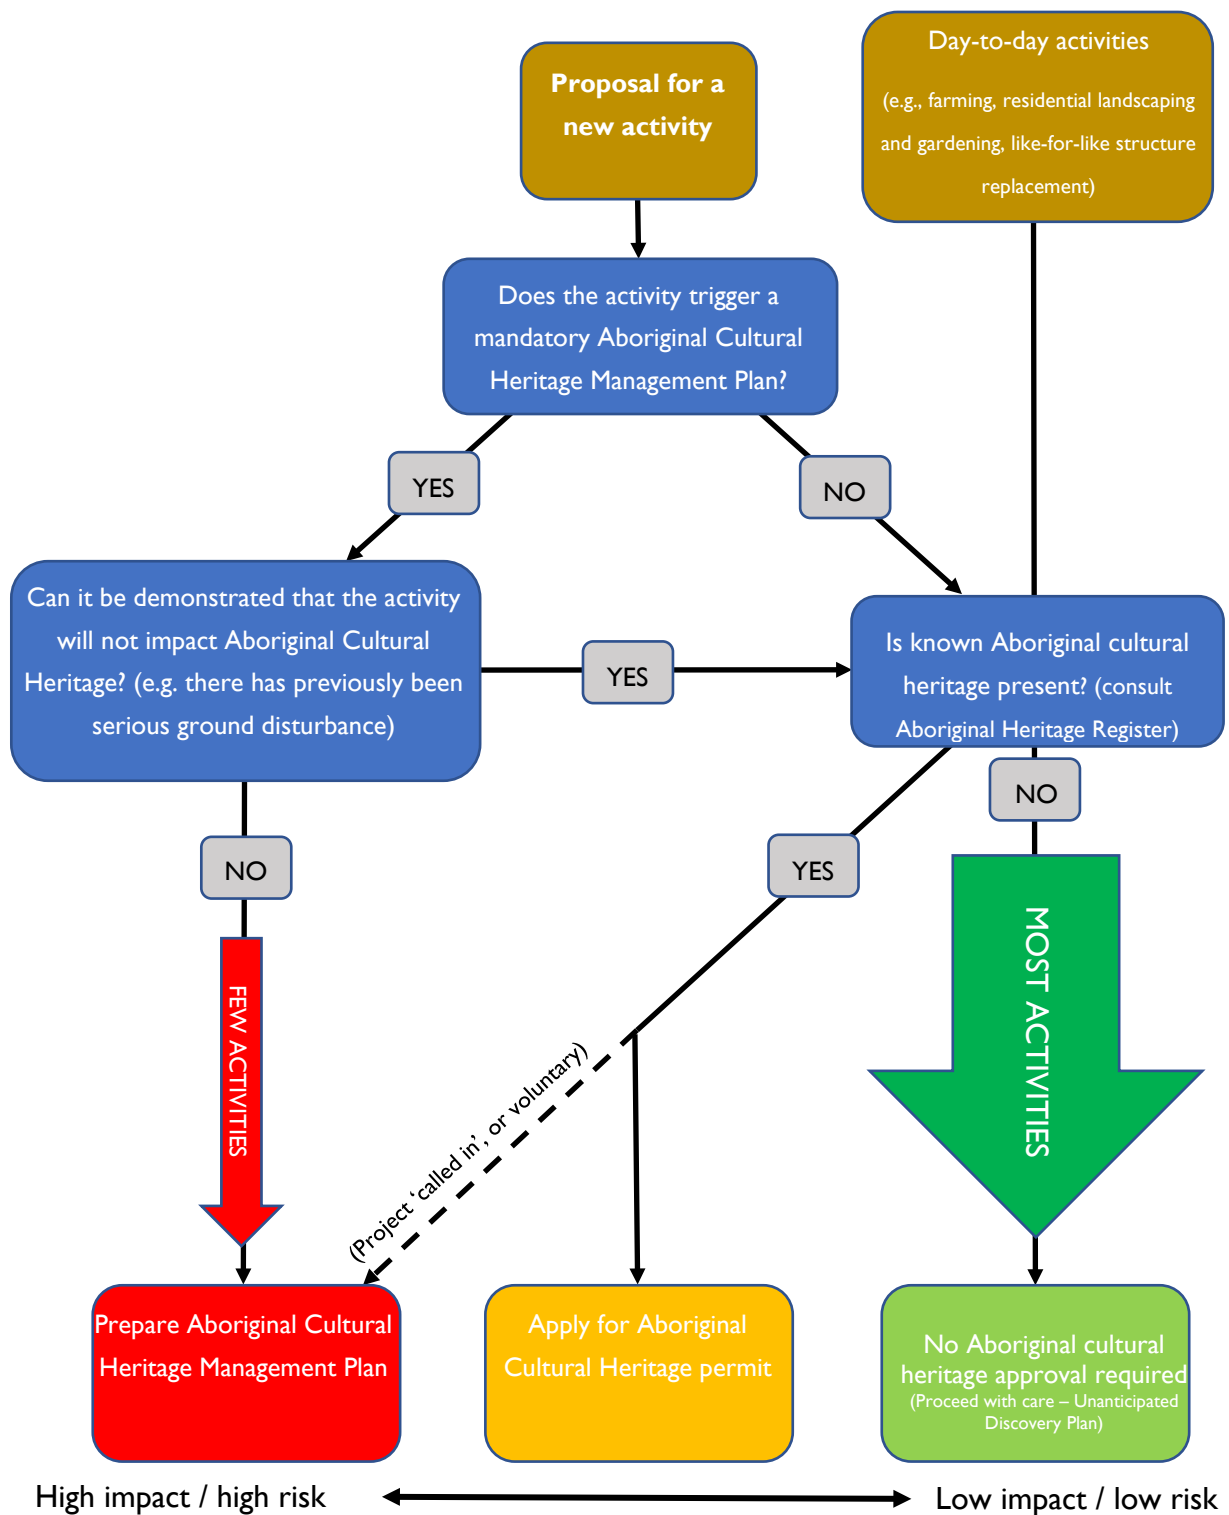 Proposal for a
new activity
Day-to-day activities
(e.g., farming, residential landscaping
and gardening, like-for-like structure
replacement)
Does the activity trigger a
mandatory Aboriginal Cultural
Heritage Management Plan?
YES
NO
Can it be demonstrated that the activity
will not impact Aboriginal Cultural
Heritage? (e.g. there has previously been
serious ground disturbance)
YES
Is known Aboriginal cultural
heritage present? (consult
Aboriginal Heritage Register)
NO
YES
NO
FEW ACTIVITIES
(Project ‘called in’, or voluntary)
MOST ACTIVITIES
Prepare Aboriginal Cultural
Heritage Management Plan
Apply for Aboriginal
Cultural Heritage permit
No Aboriginal cultural
heritage approval required
(Proceed with care – Unanticipated
Discovery Plan)
High impact / high risk
Low impact / low risk